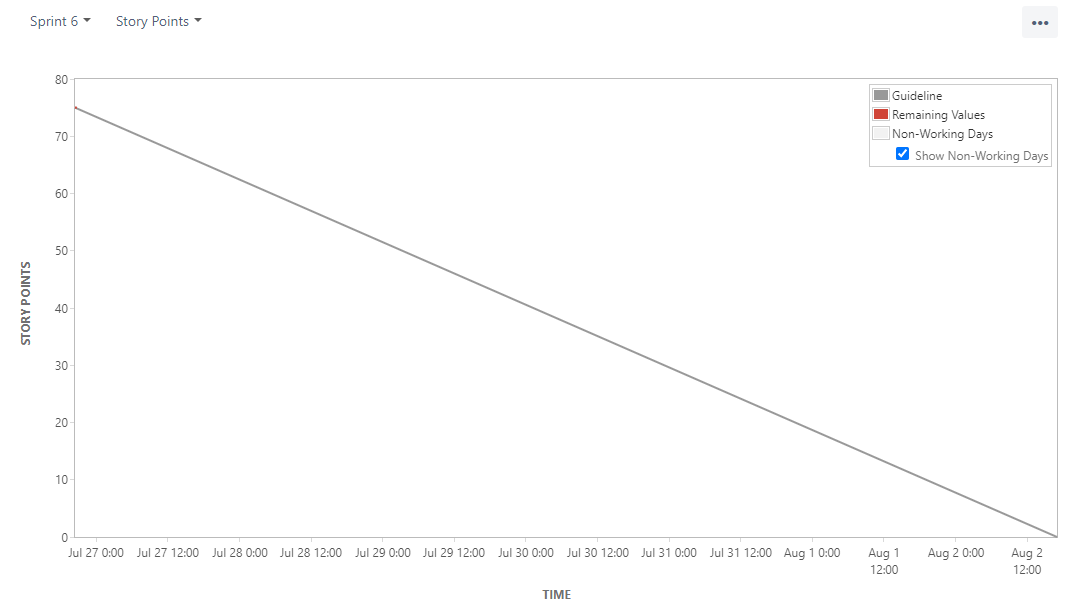 Sprint 6 Story Points
•••
80
70
60
50
40
30
20
10
0
STORY POINTS
Guideline
Remaining Values
Non-Working Days
Show Non-Working Days
Jul 27 0:00 Jul 27 12:00 Jul 28 0:00 Jul 28 12:00 Jul 29 0:00 Jul 29 12:00 Jul 30 0:00 Jul 30 12:00 Jul 31 0:00 Jul 31 12:00 Aug 1 0:00 Aug 1 Aug 2 0:00 Aug 2
12:00 12:00
TIME